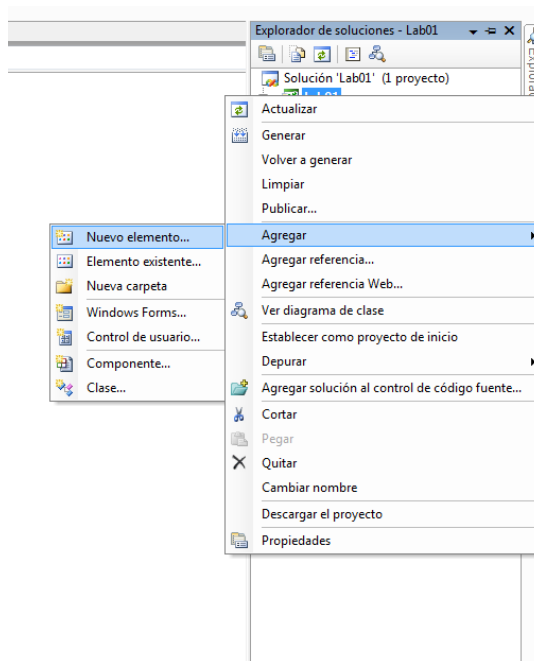 Explorador de soluciones - Lab01
Solución 'Lab01' (1 proyecto)
Lab01
Actualizar
Generar
Volver a generar
Limpiar
Publicar...
Agregar
Agregar referencia...
Agregar referencia Web...
Ver diagrama de clase
Establecer como proyecto de inicio
Depurar
Agregar solución al control de código fuente...
Cortar
Pegar
Quitar
Cambiar nombre
Descargar el proyecto
Propiedades
Nuevo elemento...
Elemento existente...
Nueva carpeta
Windows Forms...
Control de usuario...
Componente...
Clase...